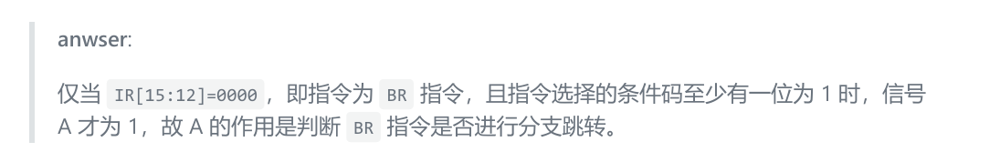 anwser:
仅当 IR[15:12]=0000 ，即指令为 BR 指令，且指令选择的条件码至少有一位为 1 时，信号
A 才为 1，故 A 的作用是判断 BR 指令是否进行分支跳转。